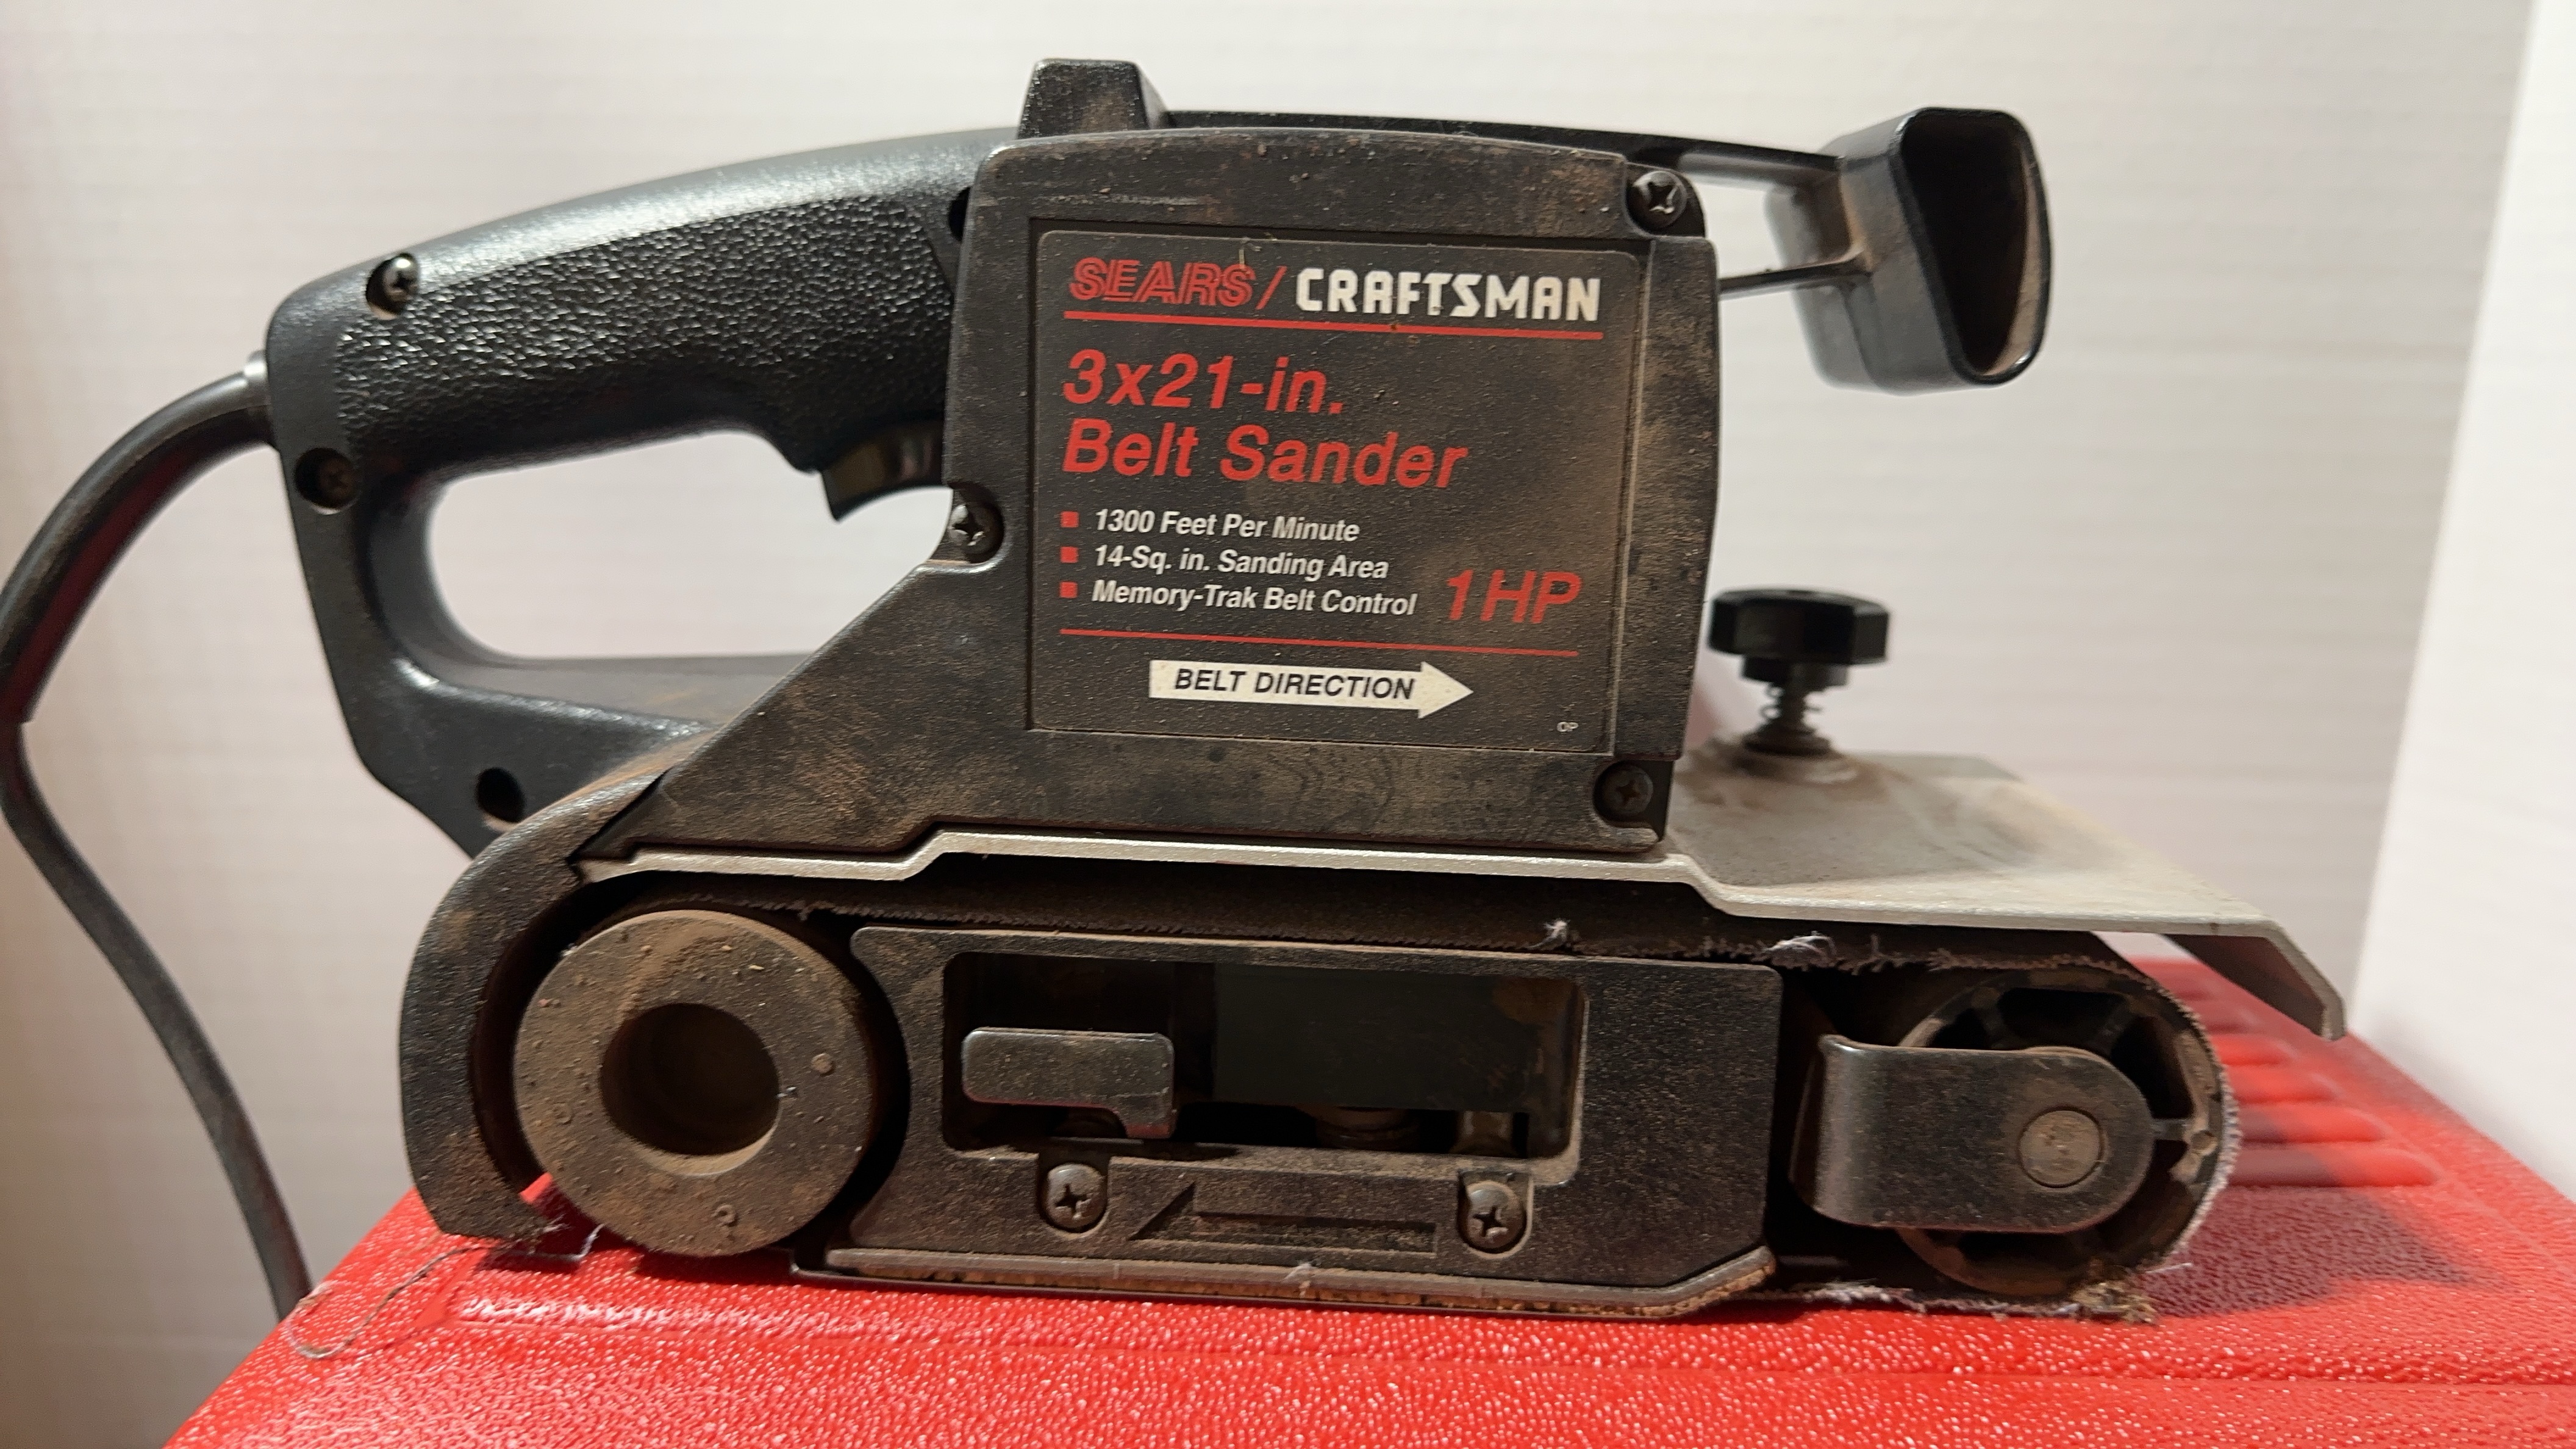 SEARS / CRAFTSMAN
3x21-in.
Belt Sander
1300 Feet Per Minute
14-Sq. in. Sanding Area
Memory-Trak Belt Control 1HP
BELT DIRECTION
OP